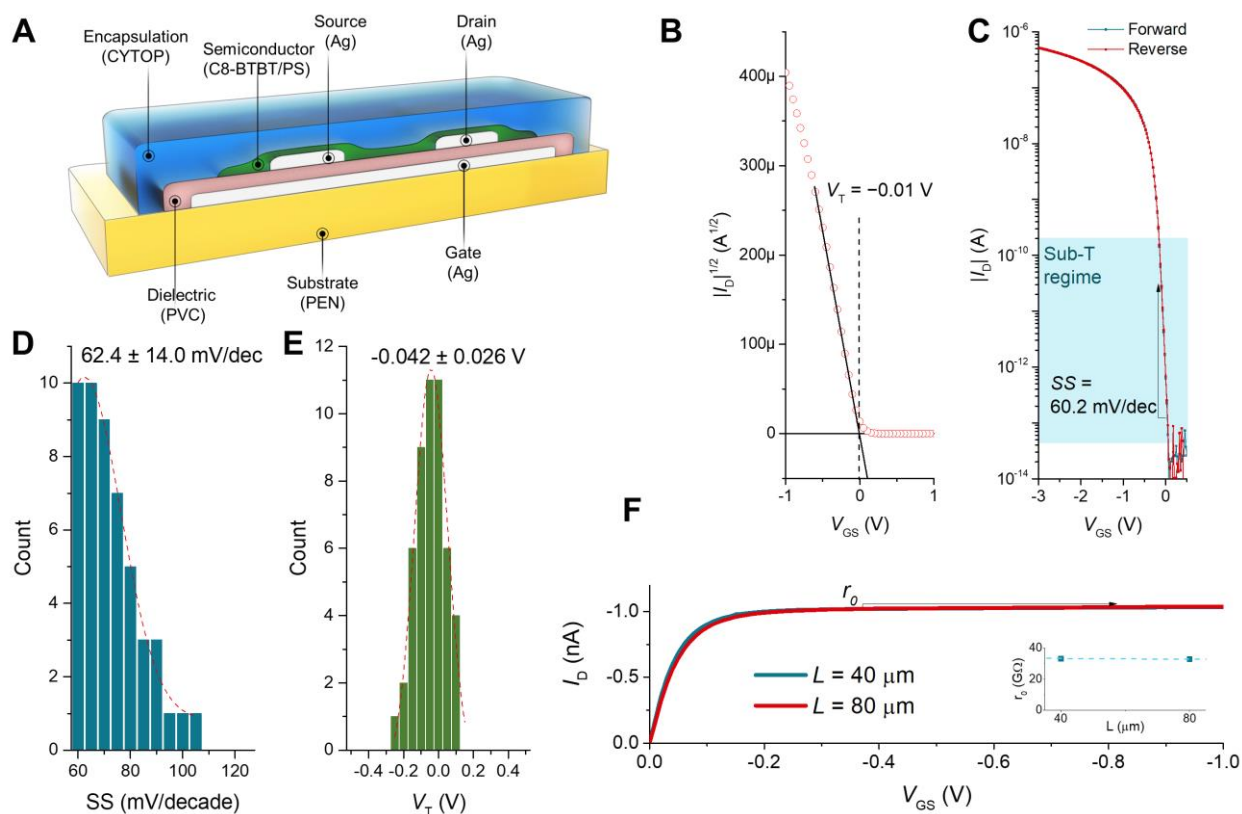 A
Encapsulation
(CYTOP)
Semiconductor
(C8-BTBT/PS)
Source
(Ag)
Drain
(Ag)
Dielectric
(PVC)
Substrate
(PEN)
Gate
(Ag)
B
400µ
300µ
200µ
100µ
0
|I_D|^1/2 (A^1/2)
V_T = −0.01 V
-1
0
1
V_GS (V)
C
Forward
Reverse
10^-6
10^-8
10^-10
10^-12
10^-14
|I_D| (A)
Sub-T
regime
SS =
60.2 mV/dec
-3
-2
-1
0
V_GS (V)
D
62.4 ± 14.0 mV/dec
10
8
6
4
2
0
Count
60
80
100
120
SS (mV/decade)
E
-0.042 ± 0.026 V
12
10
8
6
4
2
0
Count
-0.4
-0.2
0.0
0.2
0.4
V_T (V)
F
-1.0
-0.5
0.0
I_D (nA)
r_0
L = 40 µm
L = 80 µm
40
20
0
r_0 (GΩ)
40
80
L (µm)
0.0
-0.2
-0.4
-0.6
-0.8
-1.0
V_GS (V)